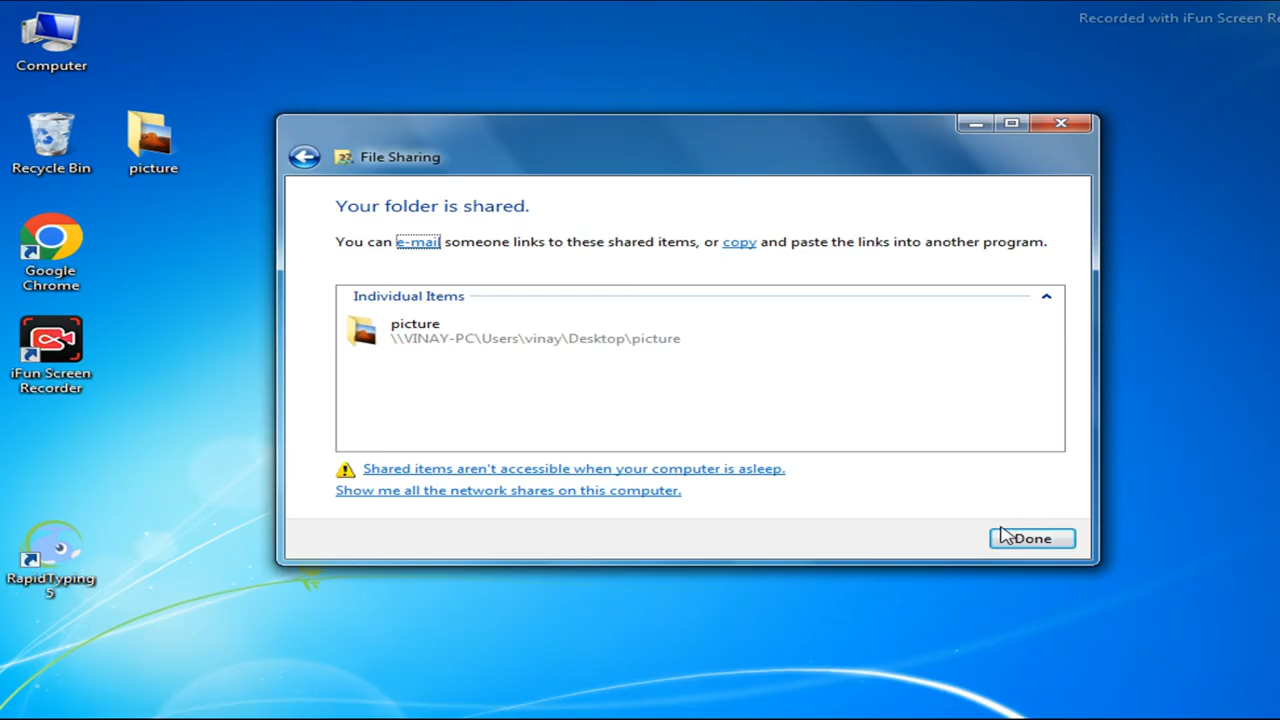 Recorded with iFun Screen Re
Computer
Recycle Bin
picture
Google
Chrome
iFun Screen
Recorder
RapidTyping
5
File Sharing
Your folder is shared.
You can e-mail someone links to these shared items, or copy and paste the links into another program.
Individual Items
picture
\\VINAY-PC\Users\vinay\Desktop\picture
Shared items aren't accessible when your computer is asleep.
Show me all the network shares on this computer.
Done